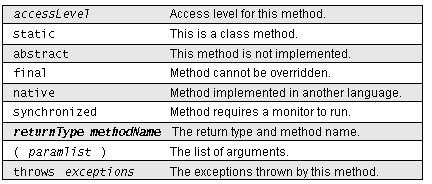 accessLevel Access level for this method.
static This is a class method.
abstract This method is not implemented.
final Method cannot be overridden.
native Method implemented in another language.
synchronized Method requires a monitor to run.
returnType methodName The return type and method name.
( paramlist ) The list of arguments.
throws exceptions The exceptions thrown by this method.